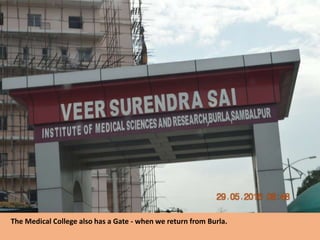 VEER SURENDRA SAI
INSTITUTE OF MEDICAL SCIENCES AND RESEARCH,BURLA,SAMBALPUR
The Medical College also has a Gate - when we return from Burla.